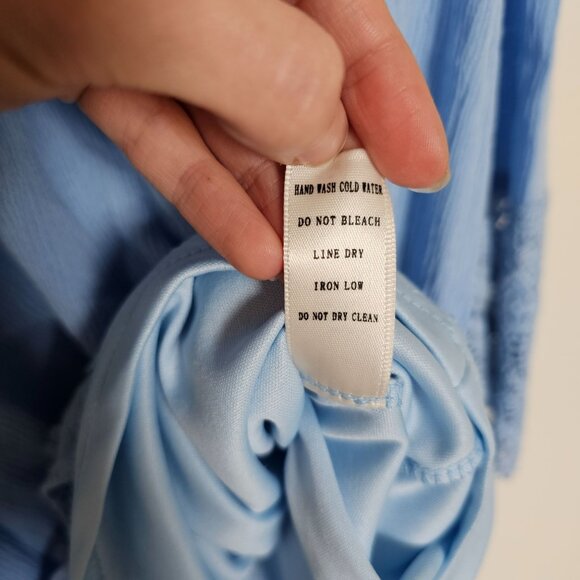 HAND WASH COLD WATER
DO NOT BLEACH
LINE DRY
IRON LOW
DO NOT DRY CLEAN